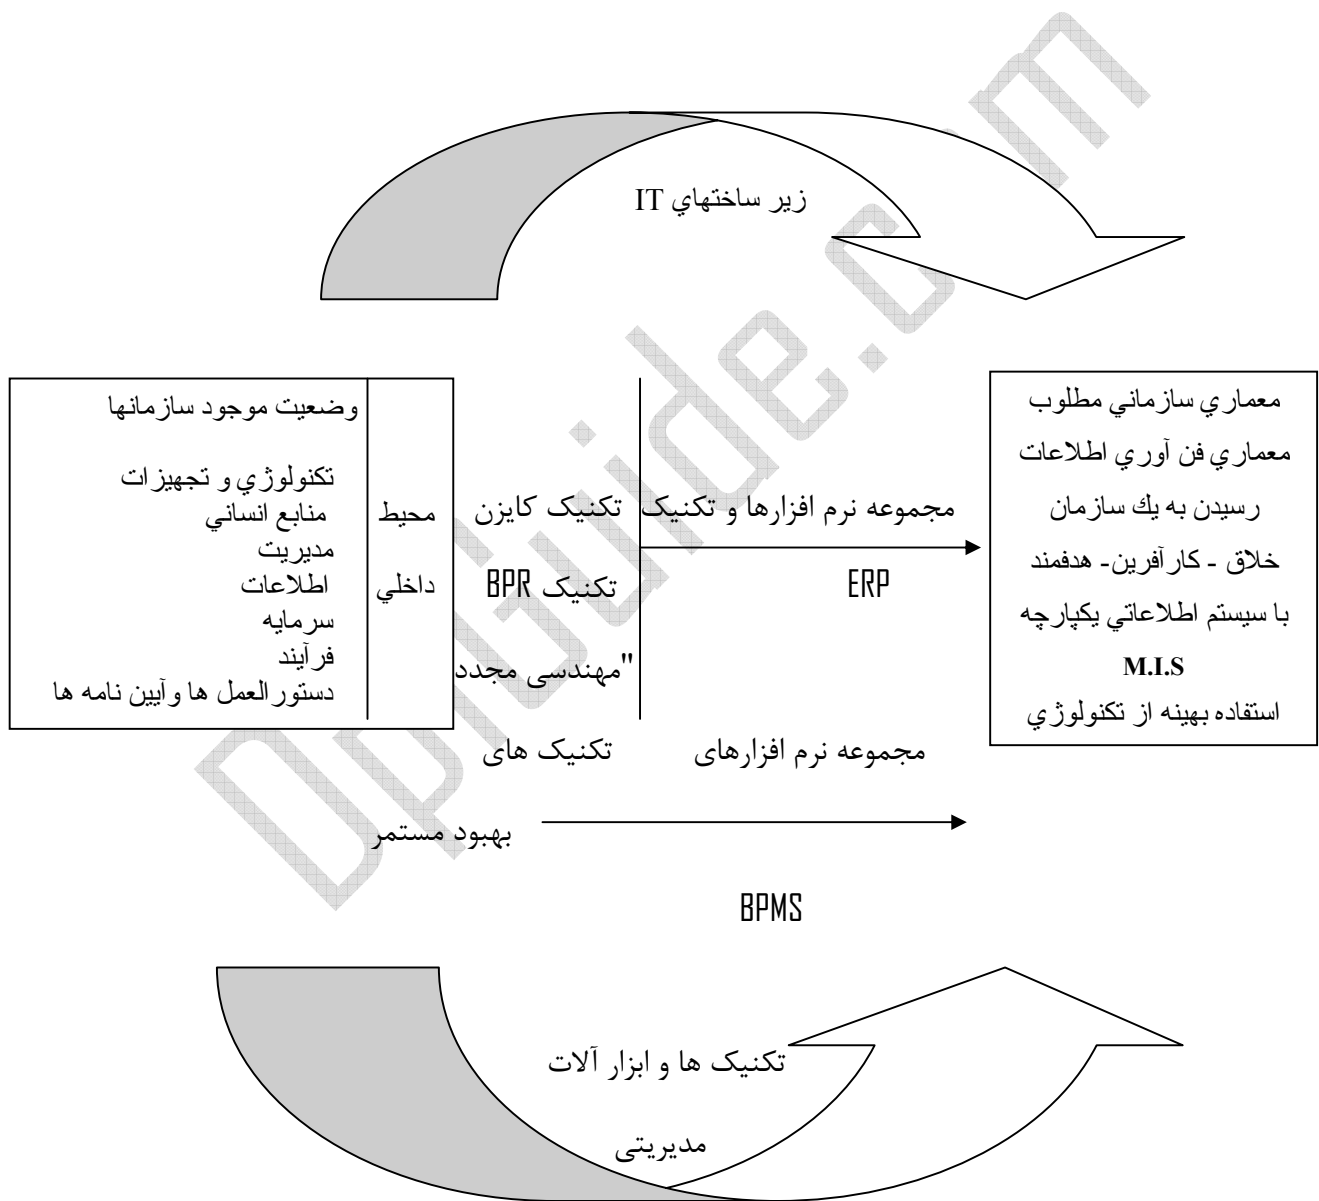 زير ساختهاي IT
معماري سازماني مطلوب
معماري فن آوري اطلاعات
رسيدن به يك سازمان
خلاق - كارآفرين- هدفمند
با سيستم اطلاعاتي يكپارچه
M.I.S
استفاده بهينه از تكنولوژي
مجموعه نرم افزارها و تکنیک
ERP
تکنیک کایزن
تکنیک BPR
"مهندسی مجدد
محيط
داخلي
وضعيت موجود سازمانها
تكنولوژي و تجهيزات
منابع انساني
مديريت
اطلاعات
سرمايه
فرآيند
دستورالعمل ها وآيين نامه ها
مجموعه نرم افزارهای
BPMS
تکنیک های
بهبود مستمر
تکنیک ها و ابزار آلات
مدیریتی
DpGuide.com